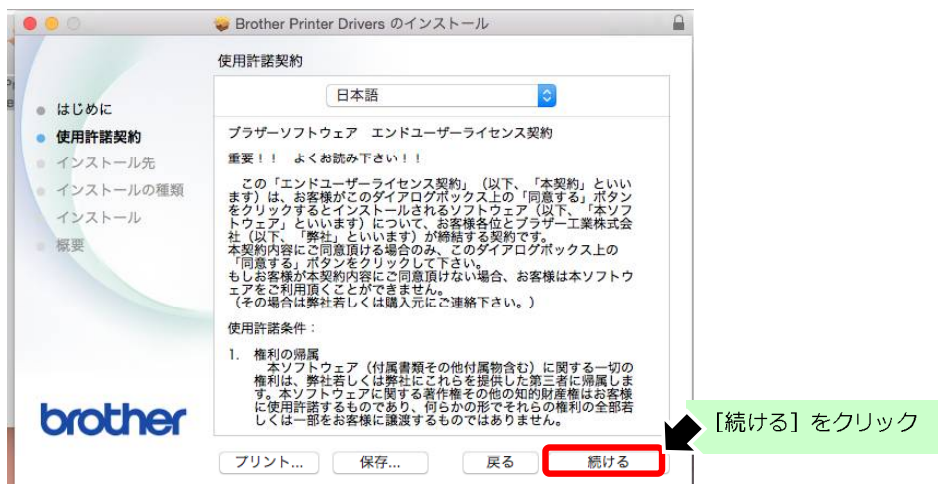 Brother Printer Drivers のインストール
使用許諾契約
はじめに
使用許諾契約
インストール先
インストールの種類
インストール
概要
日本語
ブラザーソフトウェア エンドユーザーライセンス契約
重要!! よくお読み下さい!!
この「エンドユーザーライセンス契約」(以下、「本契約」といい
ます)は、お客様がこのダイアログボックス上の「同意する」ボタン
をクリックするとインストールされるソフトウェア(以下、「本ソフ
トウェア」といいます)について、お客様各位とブラザー工業株式会
社(以下、「弊社」といいます)が締結する契約です。
本契約内容にご同意頂ける場合のみ、このダイアログボックス上の
「同意する」ボタンをクリックして下さい。
もしお客様が本契約内容にご同意頂けない場合、お客様は本ソフトウ
ェアをご利用頂くことができません。
(その場合は弊社若しくは購入元にご連絡下さい。)
使用許諾条件:
1. 権利の帰属
本ソフトウェア(付属書類その他付属物含む)に関する一切の
権利は、弊社若しくは弊社にこれらを提供した第三者に帰属しま
す。本ソフトウェアに関する著作権その他の知的財産権はお客様
に使用許諾するものであり、何らかの形でそれらの権利の全部若
しくは一部をお客様に譲渡するものではありません。
brother
プリント... 保存... 戻る 続ける
[続ける] をクリック